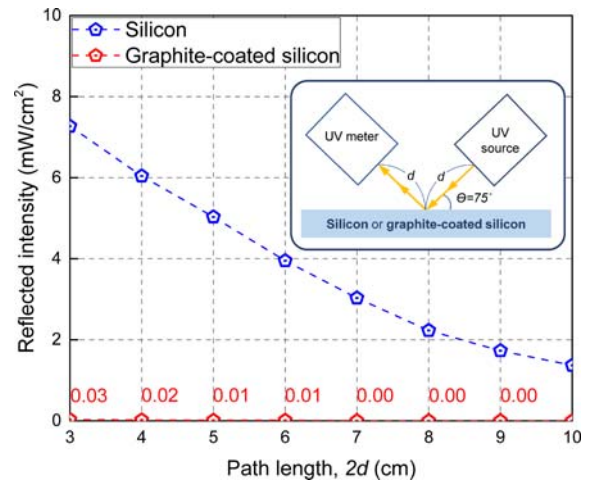 Silicon
Graphite-coated silicon
Reflected intensity (mW/cm²)
8
6
4
2
0
UV meter
UV
source
d
d
Θ=75°
Silicon or graphite-coated silicon
0.03 0.02 0.01 0.01 0.00 0.00 0.00
3 4 5 6 7 8 9 10
Path length, 2d (cm)